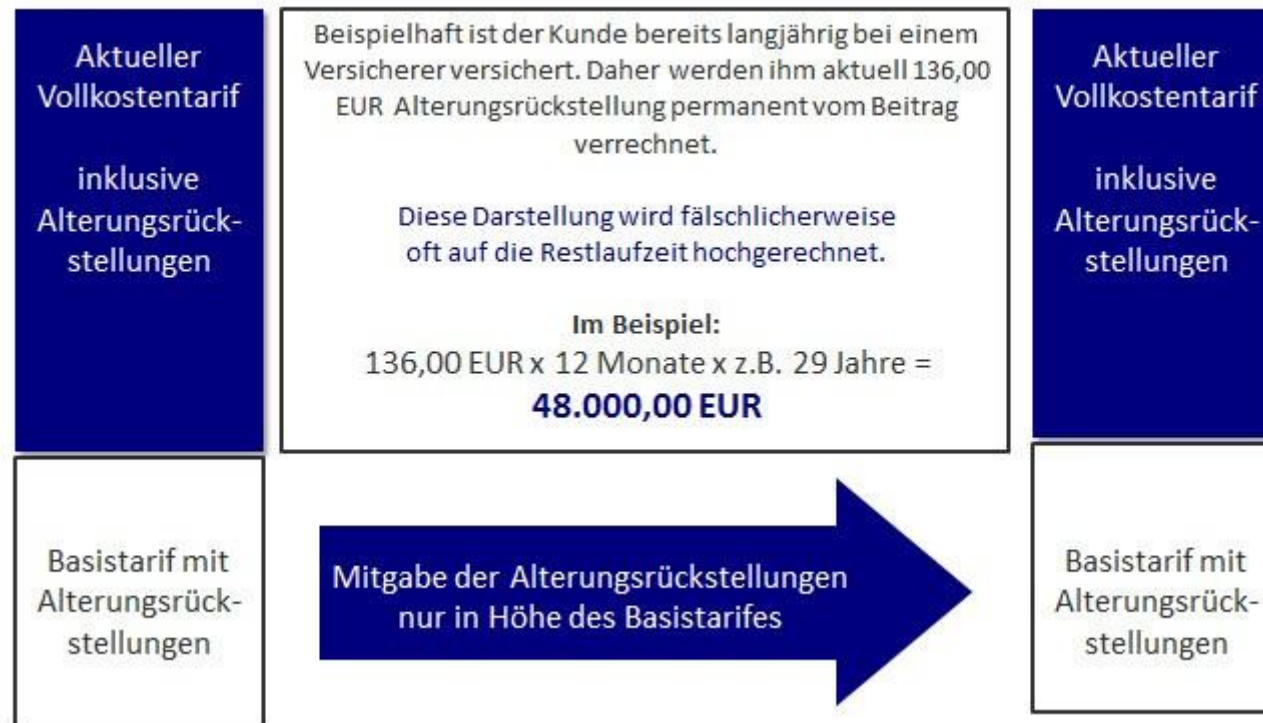 Aktueller
Vollkostentarif
inklusive
Alterungsrück-
stellungen
Beispielhaft ist der Kunde bereits langjährig bei einem
Versicherer versichert. Daher werden ihm aktuell 136,00
EUR Alterungsrückstellung permanent vom Beitrag
verrechnet.
Diese Darstellung wird fälschlicherweise
oft auf die Restlaufzeit hochgerechnet.
Im Beispiel:
136,00 EUR x 12 Monate x z.B. 29 Jahre =
48.000,00 EUR
Aktueller
Vollkostentarif
inklusive
Alterungsrück-
stellungen
Basistarif mit
Alterungsrück-
stellungen
Mitgabe der Alterungsrückstellungen
nur in Höhe des Basistarifes
Basistarif mit
Alterungsrück-
stellungen